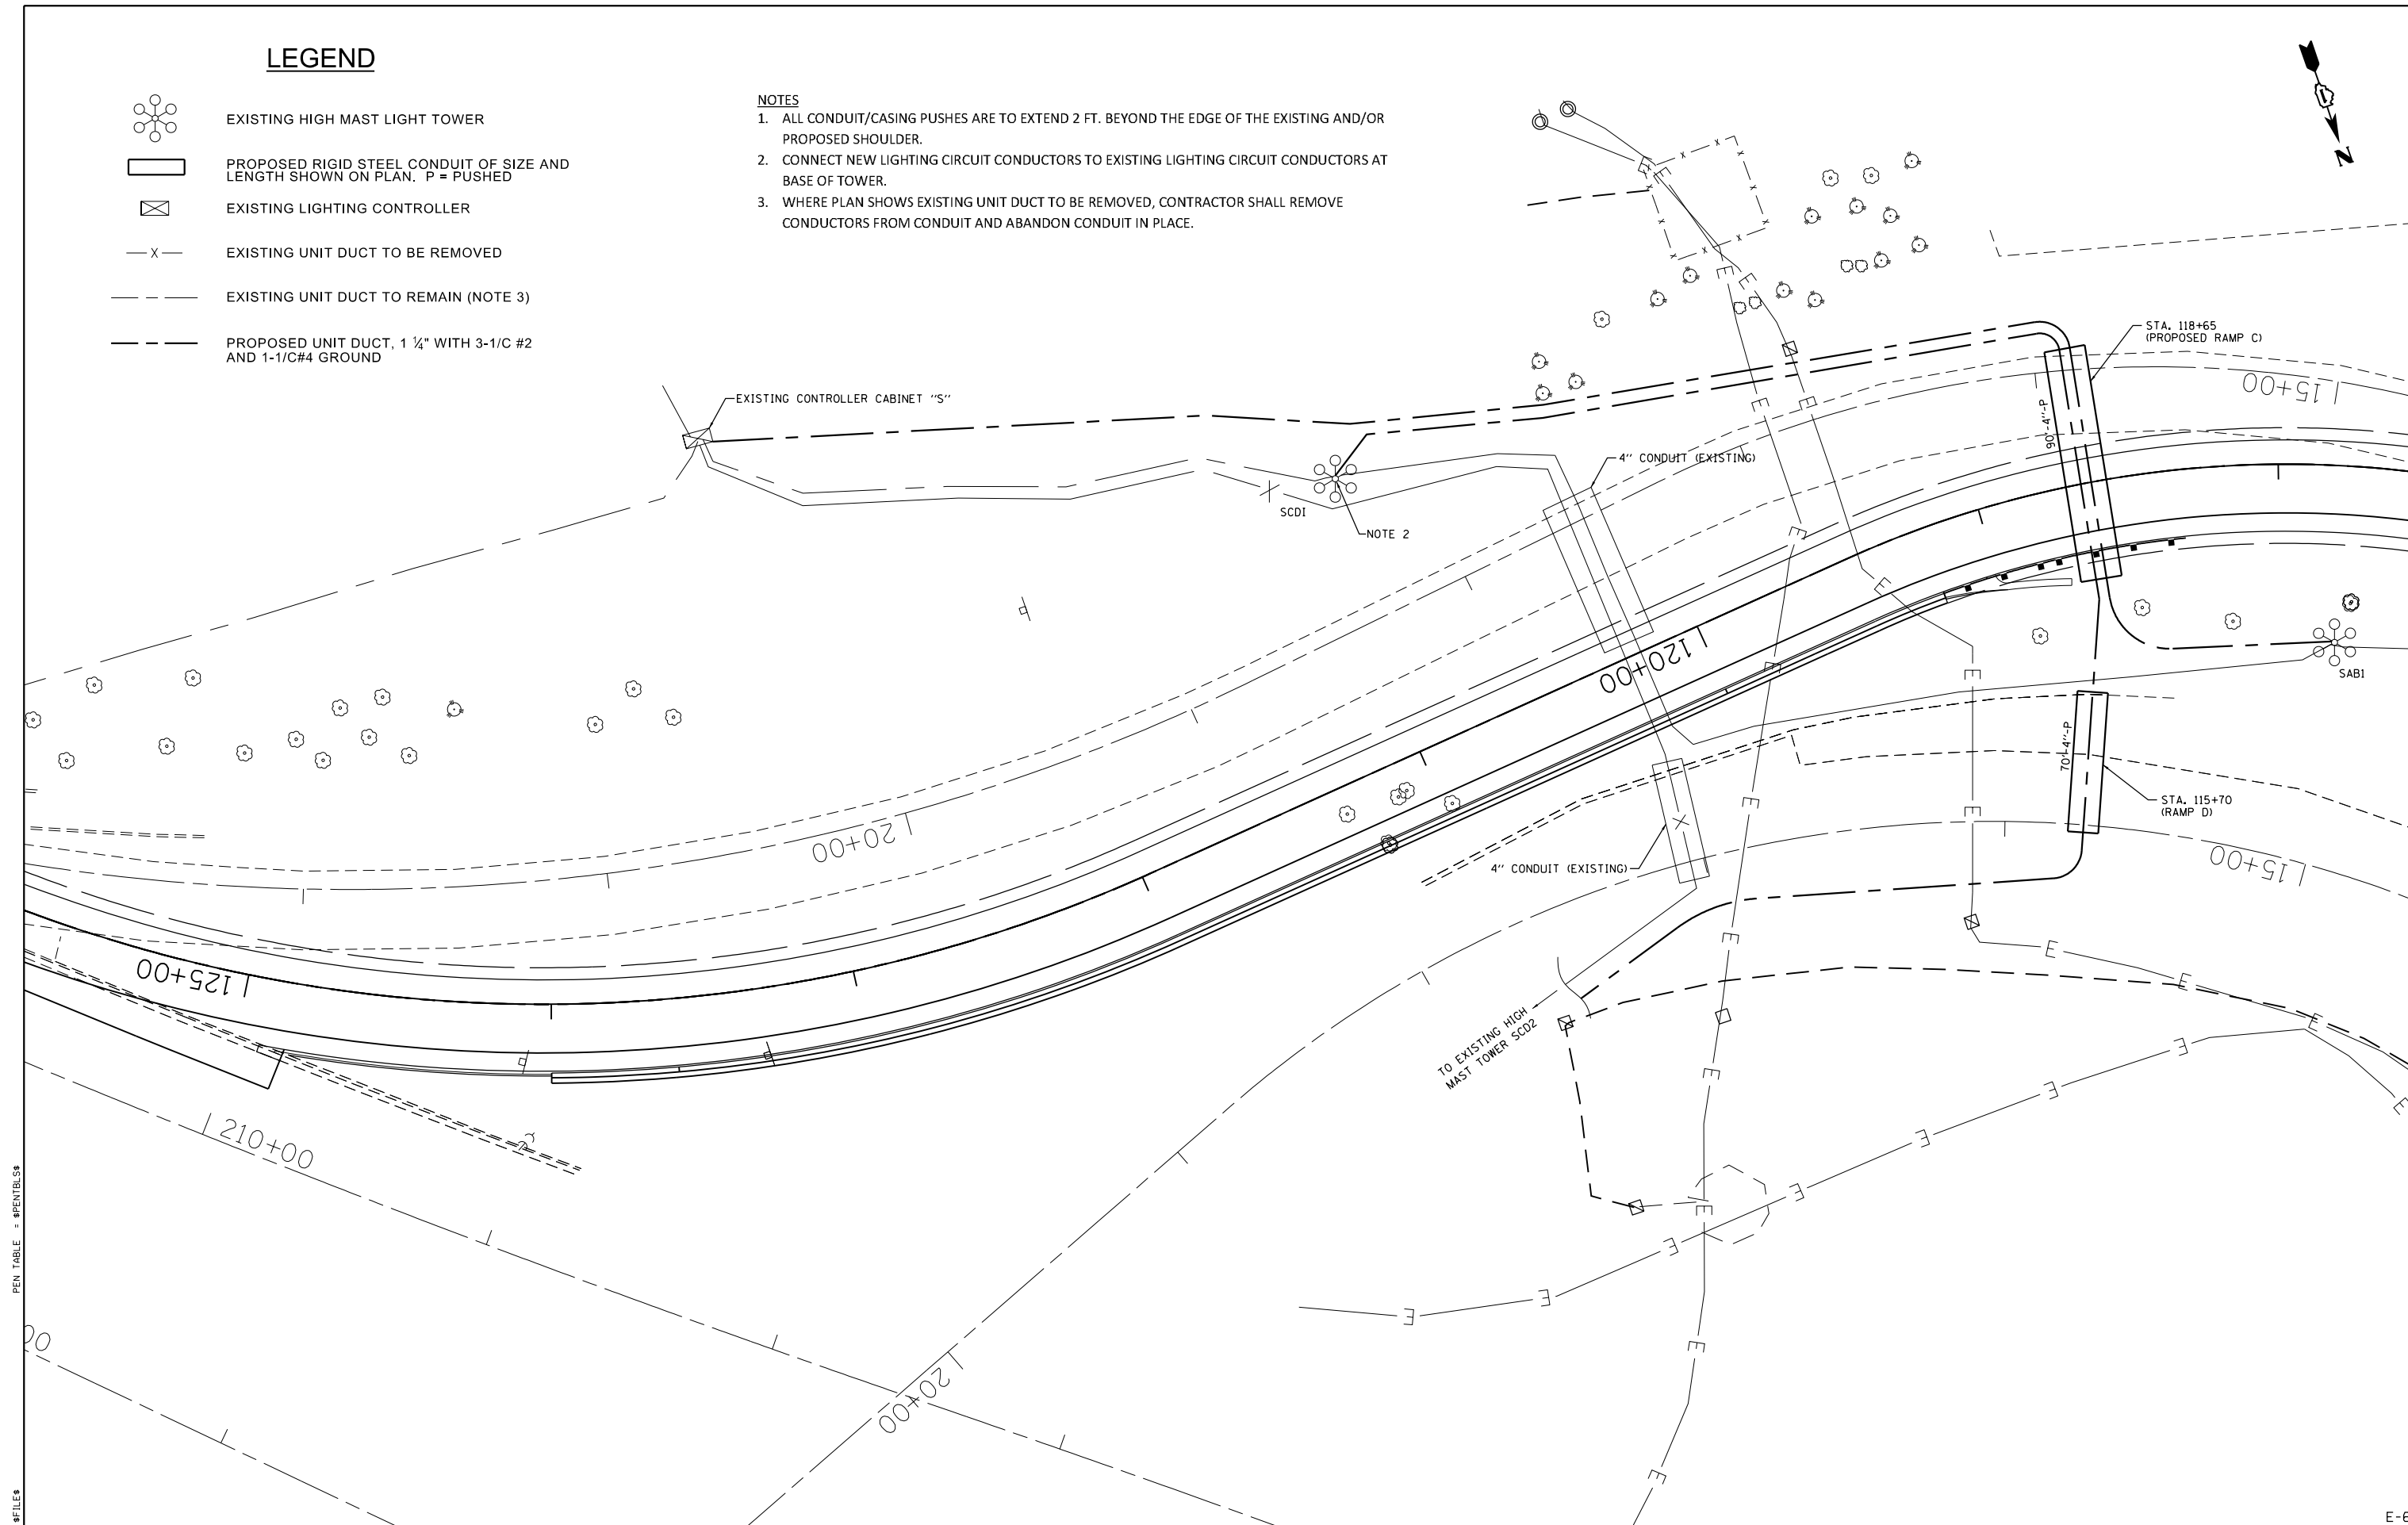 LEGEND
EXISTING HIGH MAST LIGHT TOWER
PROPOSED RIGID STEEL CONDUIT OF SIZE AND
LENGTH SHOWN ON PLAN. P = PUSHED
EXISTING LIGHTING CONTROLLER
X
EXISTING UNIT DUCT TO BE REMOVED
EXISTING UNIT DUCT TO REMAIN (NOTE 3)
PROPOSED UNIT DUCT, 1 ¼" WITH 3-1/C #2
AND 1-1/C#4 GROUND
NOTES
1. ALL CONDUIT/CASING PUSHES ARE TO EXTEND 2 FT. BEYOND THE EDGE OF THE EXISTING AND/OR
PROPOSED SHOULDER.
2. CONNECT NEW LIGHTING CIRCUIT CONDUCTORS TO EXISTING LIGHTING CIRCUIT CONDUCTORS AT
BASE OF TOWER.
3. WHERE PLAN SHOWS EXISTING UNIT DUCT TO BE REMOVED, CONTRACTOR SHALL REMOVE
CONDUCTORS FROM CONDUIT AND ABANDON CONDUIT IN PLACE.
N
STA. 118+65
(PROPOSED RAMP C)
15+00
EXISTING CONTROLLER CABINET "S"
90'-4"-P
4" CONDUIT (EXISTING)
SCD1
NOTE 2
120+00
SAB1
70'-4"-P
STA. 115+70
(RAMP D)
20+00
4" CONDUIT (EXISTING)
15+00
125+00
TO EXISTING HIGH
MAST TOWER SCD2
210+00
20+00
00
PEN TABLE = $PENTBLS$
$FILE$